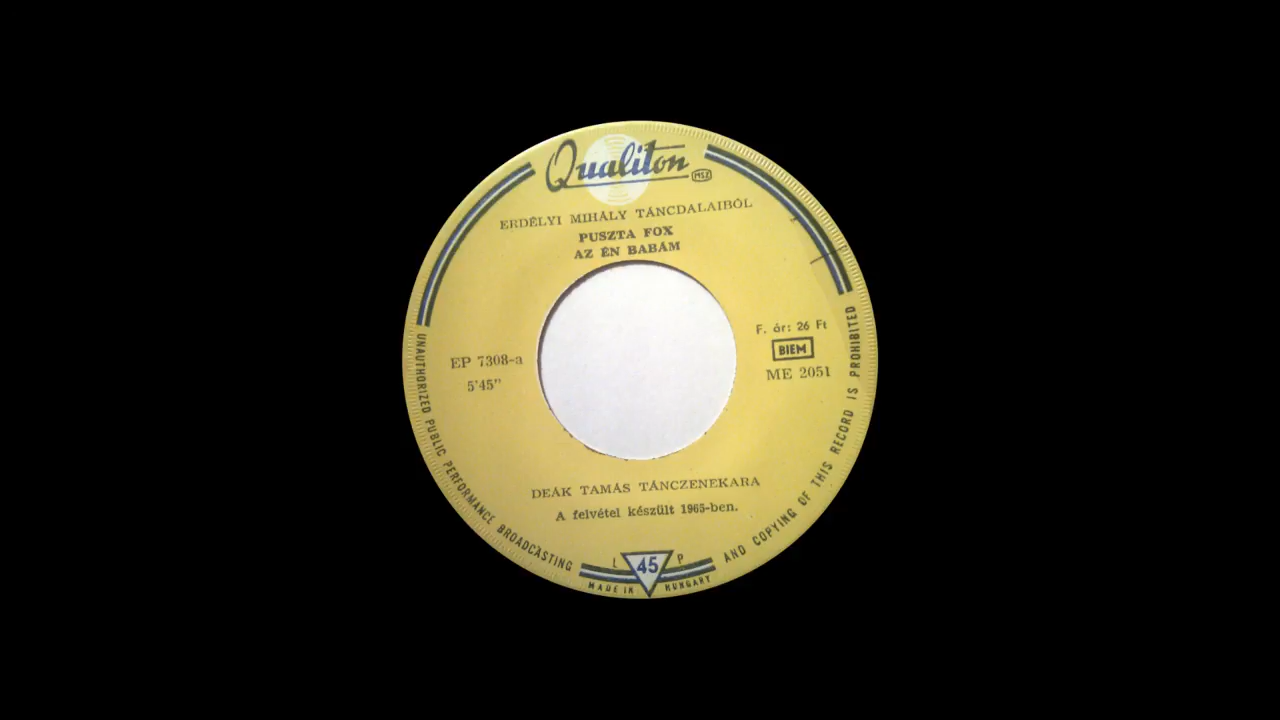 Qualiton
MSZ
ERDÉLYI MIHÁLY TÁNCDALAIBÓL
PUSZTA FOX
AZ ÉN BABÁM
F. ár: 26 Ft
BIEM
ME 2051
EP 7308-a
5'45"
DEÁK TAMÁS TÁNCZENEKARA
A felvétel készült 1965-ben.
L 45 P
MADE IN HUNGARY
UNAUTHORIZED PUBLIC PERFORMANCE BROADCASTING AND COPYING OF THIS RECORD IS PROHIBITED